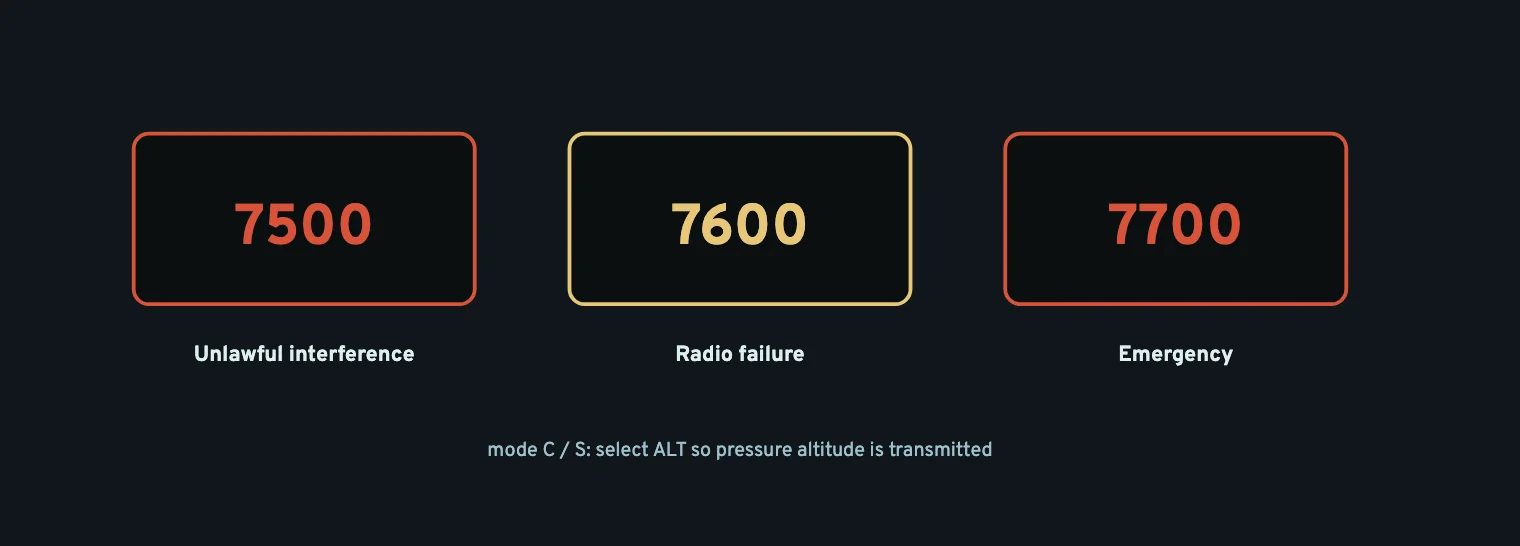 7500 7600 7700
Unlawful interference Radio failure Emergency
mode C / S: select ALT so pressure altitude is transmitted